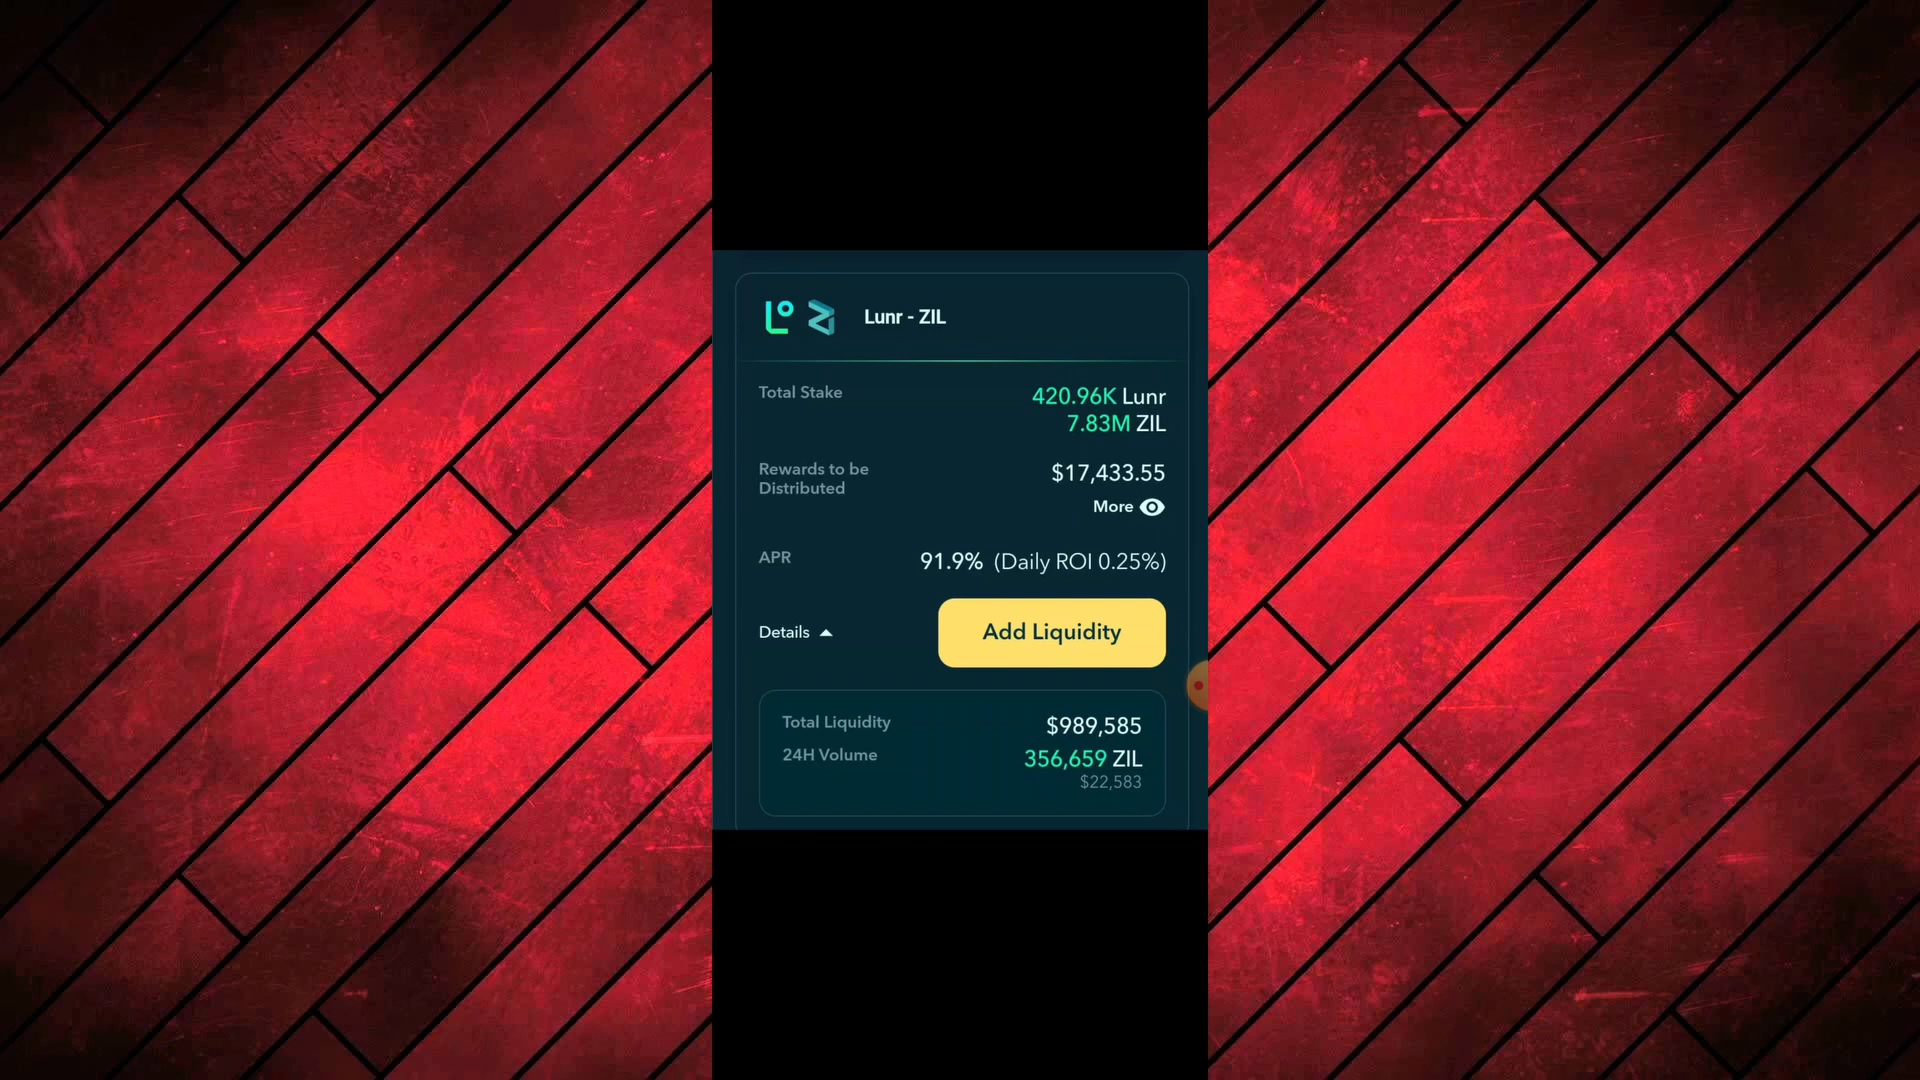 Lunr - ZIL
Total Stake
420.96K Lunr
7.83M ZIL
Rewards to be
Distributed
$17,433.55
More
APR
91.9% (Daily ROI 0.25%)
Details
Add Liquidity
Total Liquidity
$989,585
24H Volume
356,659 ZIL
$22,583